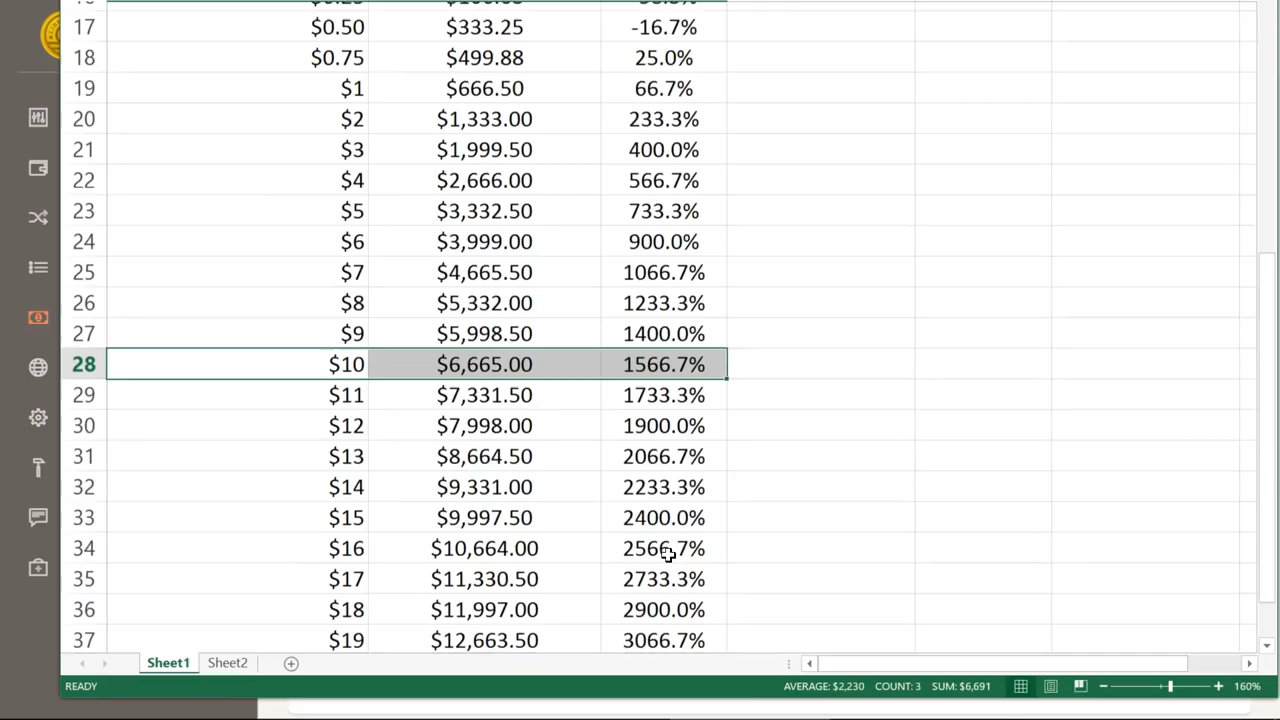 17 $0.50 $333.25 -16.7%
18 $0.75 $499.88 25.0%
19 $1 $666.50 66.7%
20 $2 $1,333.00 233.3%
21 $3 $1,999.50 400.0%
22 $4 $2,666.00 566.7%
23 $5 $3,332.50 733.3%
24 $6 $3,999.00 900.0%
25 $7 $4,665.50 1066.7%
26 $8 $5,332.00 1233.3%
27 $9 $5,998.50 1400.0%
28 $10 $6,665.00 1566.7%
29 $11 $7,331.50 1733.3%
30 $12 $7,998.00 1900.0%
31 $13 $8,664.50 2066.7%
32 $14 $9,331.00 2233.3%
33 $15 $9,997.50 2400.0%
34 $16 $10,664.00 2566.7%
35 $17 $11,330.50 2733.3%
36 $18 $11,997.00 2900.0%
37 $19 $12,663.50 3066.7%
Sheet1 Sheet2
READY AVERAGE: $2,230 COUNT: 3 SUM: $6,691 160%